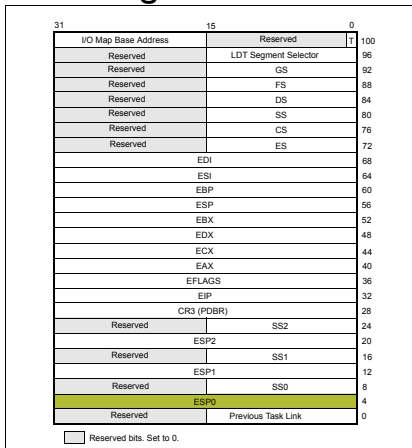 31 15 0
I/O Map Base Address Reserved T 100
Reserved LDT Segment Selector 96
Reserved GS 92
Reserved FS 88
Reserved DS 84
Reserved SS 80
Reserved CS 76
Reserved ES 72
EDI 68
ESI 64
EBP 60
ESP 56
EBX 52
EDX 48
ECX 44
EAX 40
EFLAGS 36
EIP 32
CR3 (PDBR) 28
Reserved SS2 24
ESP2 20
Reserved SS1 16
ESP1 12
Reserved SS0 8
ESP0 4
Reserved Previous Task Link 0
Reserved bits. Set to 0.